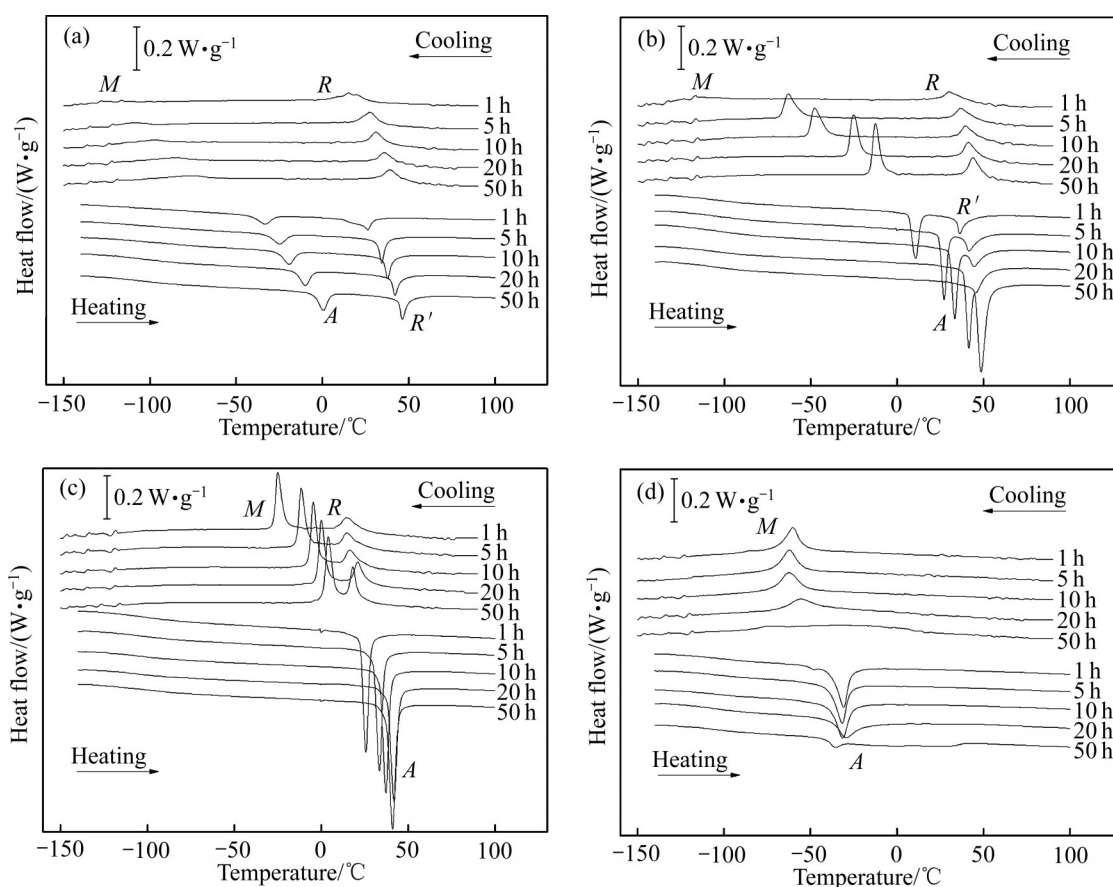 (a)
0.2 W•g⁻¹
Cooling
M
R
1 h
5 h
10 h
20 h
50 h
1 h
5 h
10 h
20 h
50 h
Heating
A
R′
Heat flow/(W•g⁻¹)
−150 −100 −50 0 50 100
Temperature/℃
(b)
0.2 W•g⁻¹
Cooling
M
R
1 h
5 h
10 h
20 h
50 h
R′
1 h
5 h
10 h
20 h
50 h
Heating
A
Heat flow/(W•g⁻¹)
−150 −100 −50 0 50 100
Temperature/℃
(c)
0.2 W•g⁻¹
Cooling
M
R
1 h
5 h
10 h
20 h
50 h
1 h
5 h
10 h
20 h
50 h
Heating
A
Heat flow/(W•g⁻¹)
−150 −100 −50 0 50 100
Temperature/℃
(d)
0.2 W•g⁻¹
Cooling
M
1 h
5 h
10 h
20 h
50 h
1 h
5 h
10 h
20 h
50 h
Heating
A
Heat flow/(W•g⁻¹)
−150 −100 −50 0 50 100
Temperature/℃